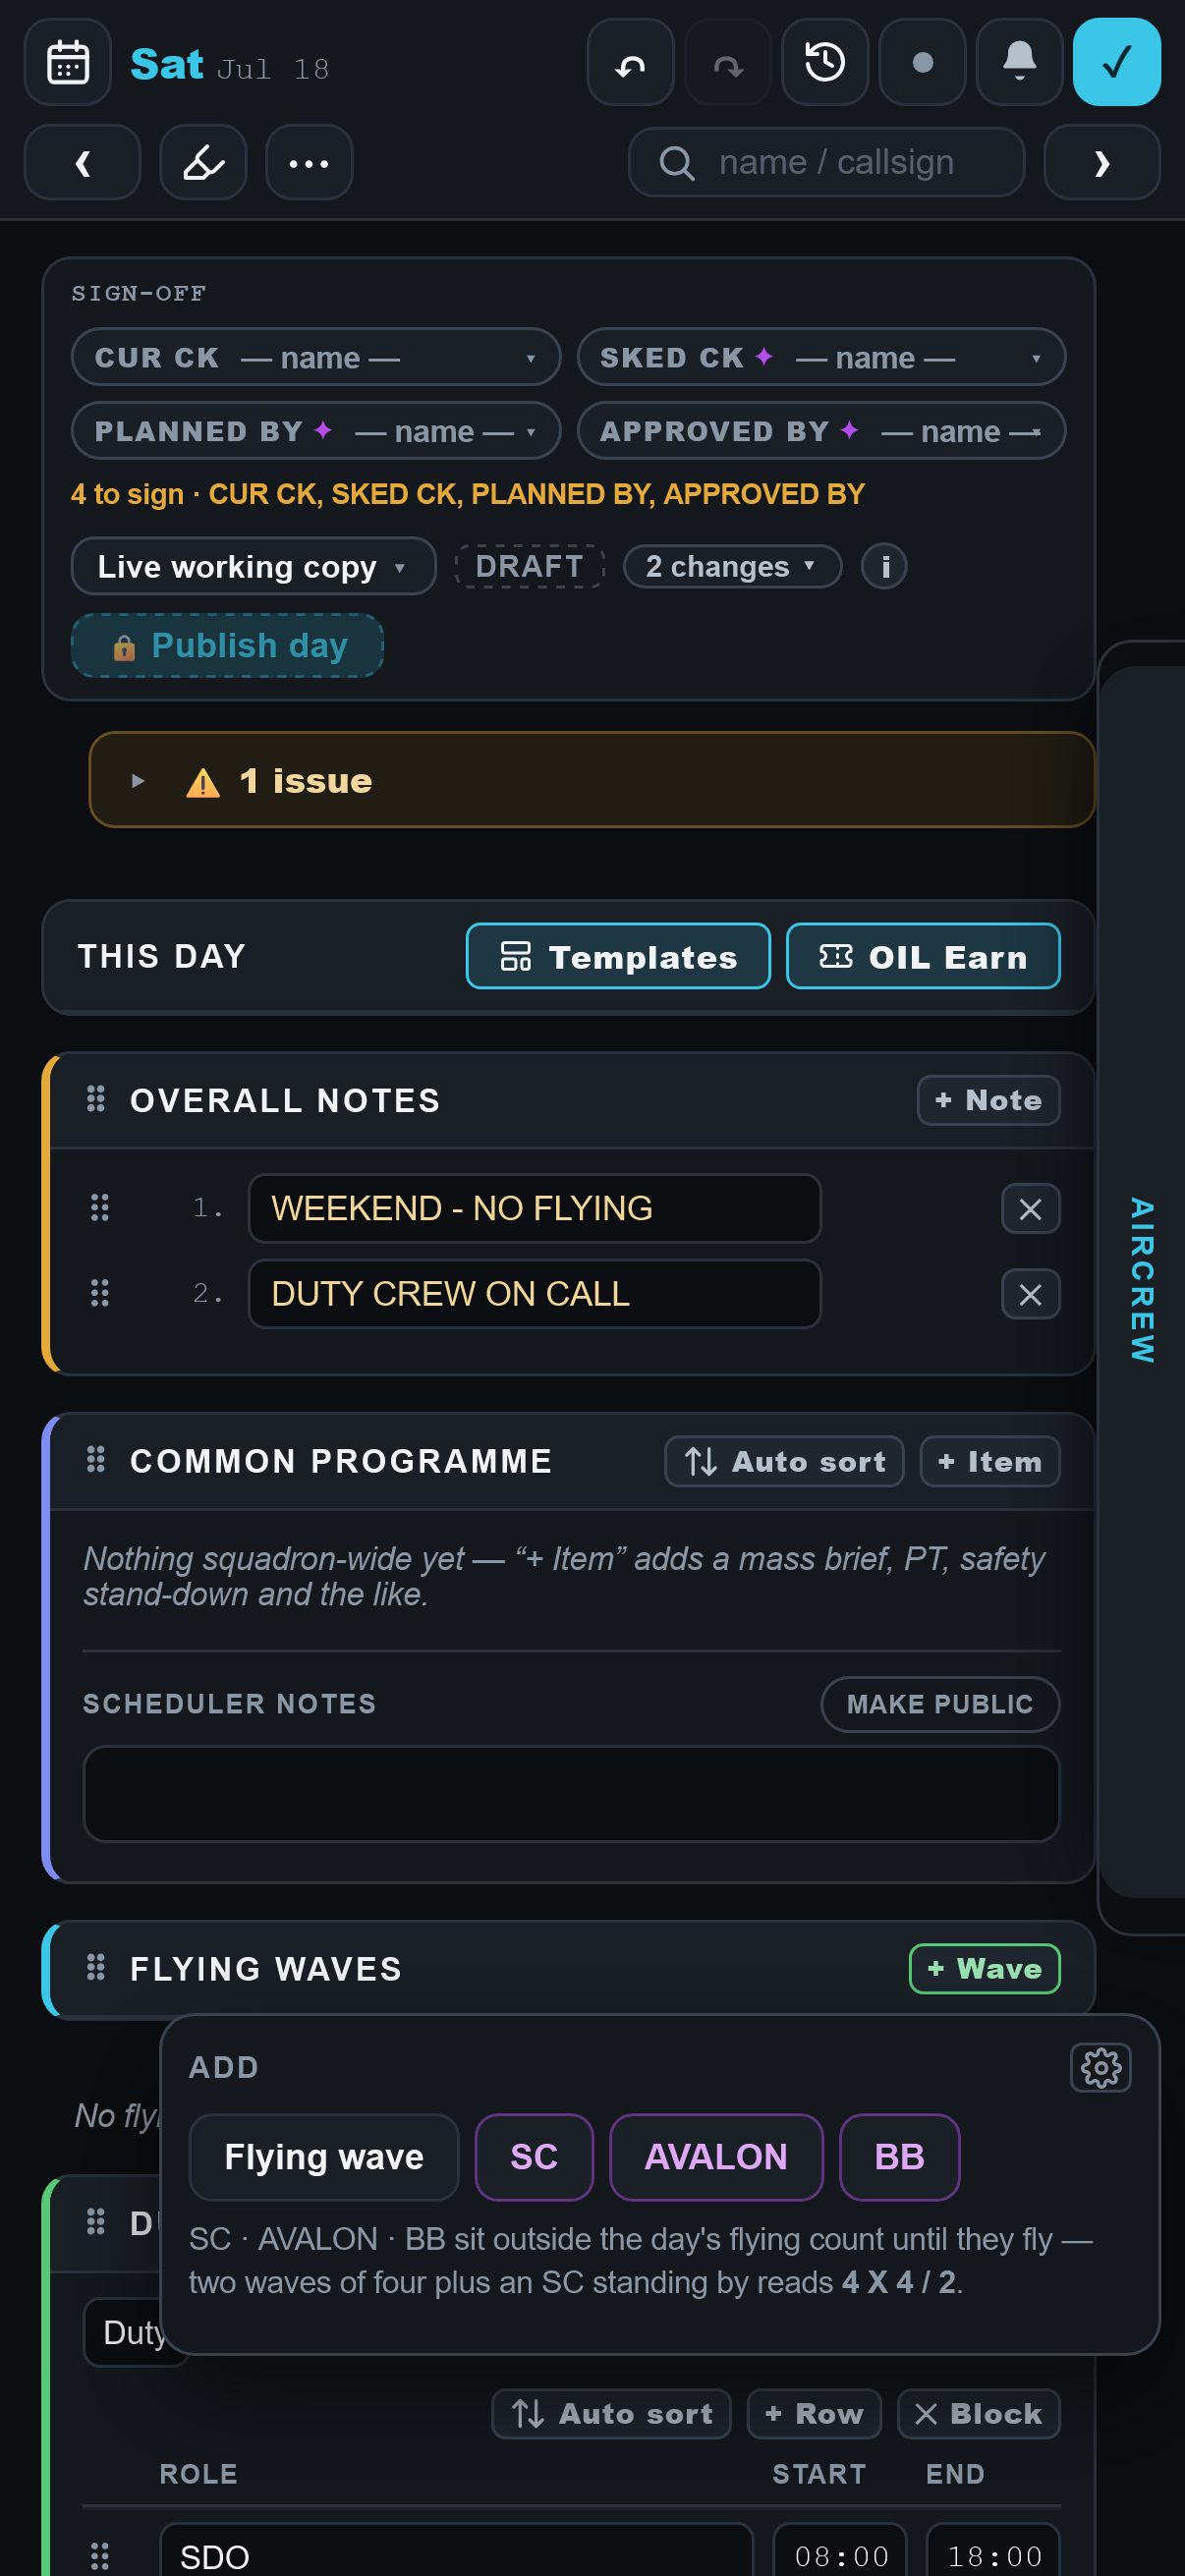 Sat Jul 18
name / callsign
SIGN-OFF
CUR CK — name —
SKED CK — name —
PLANNED BY — name —
APPROVED BY — name —
4 to sign · CUR CK, SKED CK, PLANNED BY, APPROVED BY
Live working copy DRAFT 2 changes i
Publish day
1 issue
THIS DAY Templates OIL Earn
OVERALL NOTES + Note
1. WEEKEND - NO FLYING
2. DUTY CREW ON CALL
AIRCREW
COMMON PROGRAMME Auto sort + Item
Nothing squadron-wide yet — “+ Item” adds a mass brief, PT, safety
stand-down and the like.
SCHEDULER NOTES MAKE PUBLIC
FLYING WAVES + Wave
ADD
No
Flying wave SC AVALON BB
SC · AVALON · BB sit outside the day's flying count until they fly —
two waves of four plus an SC standing by reads 4 X 4 / 2.
Duty
Auto sort + Row × Block
ROLE START END
SDO 08:00 18:00